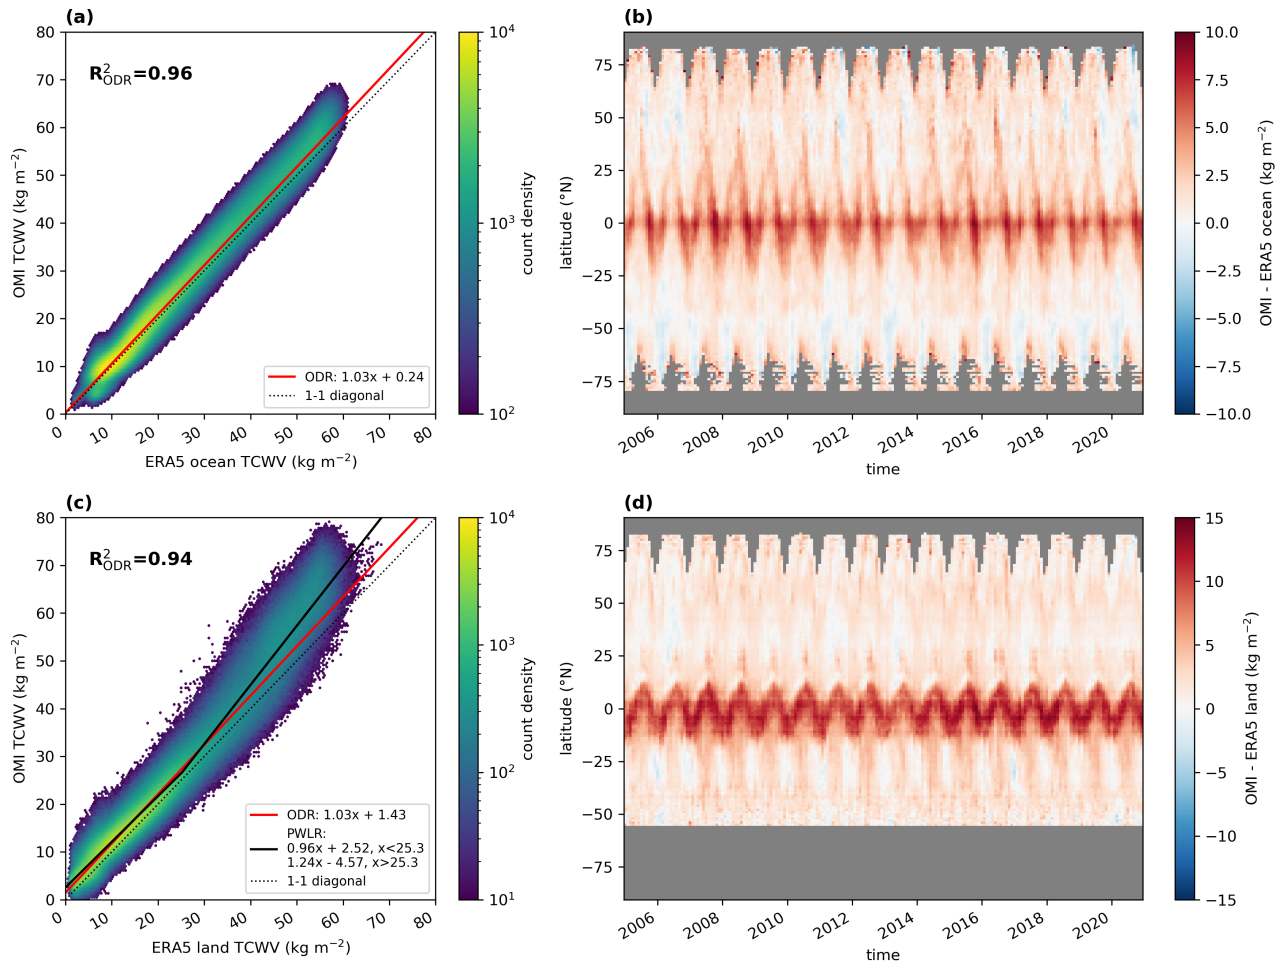 (a)
R²ODR=0.96
80
70
60
50
40
30
20
10
0
OMI TCWV (kg m⁻²)
0 10 20 30 40 50 60 70 80
ERA5 ocean TCWV (kg m⁻²)
ODR: 1.03x + 0.24
1-1 diagonal
10⁴
10³
10²
count density
(b)
75
50
25
0
−25
−50
−75
latitude (°N)
2006 2008 2010 2012 2014 2016 2018 2020
time
10.0
7.5
5.0
2.5
0.0
−2.5
−5.0
−7.5
−10.0
OMI - ERA5 ocean (kg m⁻²)
(c)
R²ODR=0.94
80
70
60
50
40
30
20
10
0
OMI TCWV (kg m⁻²)
0 10 20 30 40 50 60 70 80
ERA5 land TCWV (kg m⁻²)
ODR: 1.03x + 1.43
PWLR:
0.96x + 2.52, x<25.3
1.24x - 4.57, x>25.3
1-1 diagonal
10⁴
10³
10²
10¹
count density
(d)
75
50
25
0
−25
−50
−75
latitude (°N)
2006 2008 2010 2012 2014 2016 2018 2020
time
15
10
5
0
−5
−10
−15
OMI - ERA5 land (kg m⁻²)